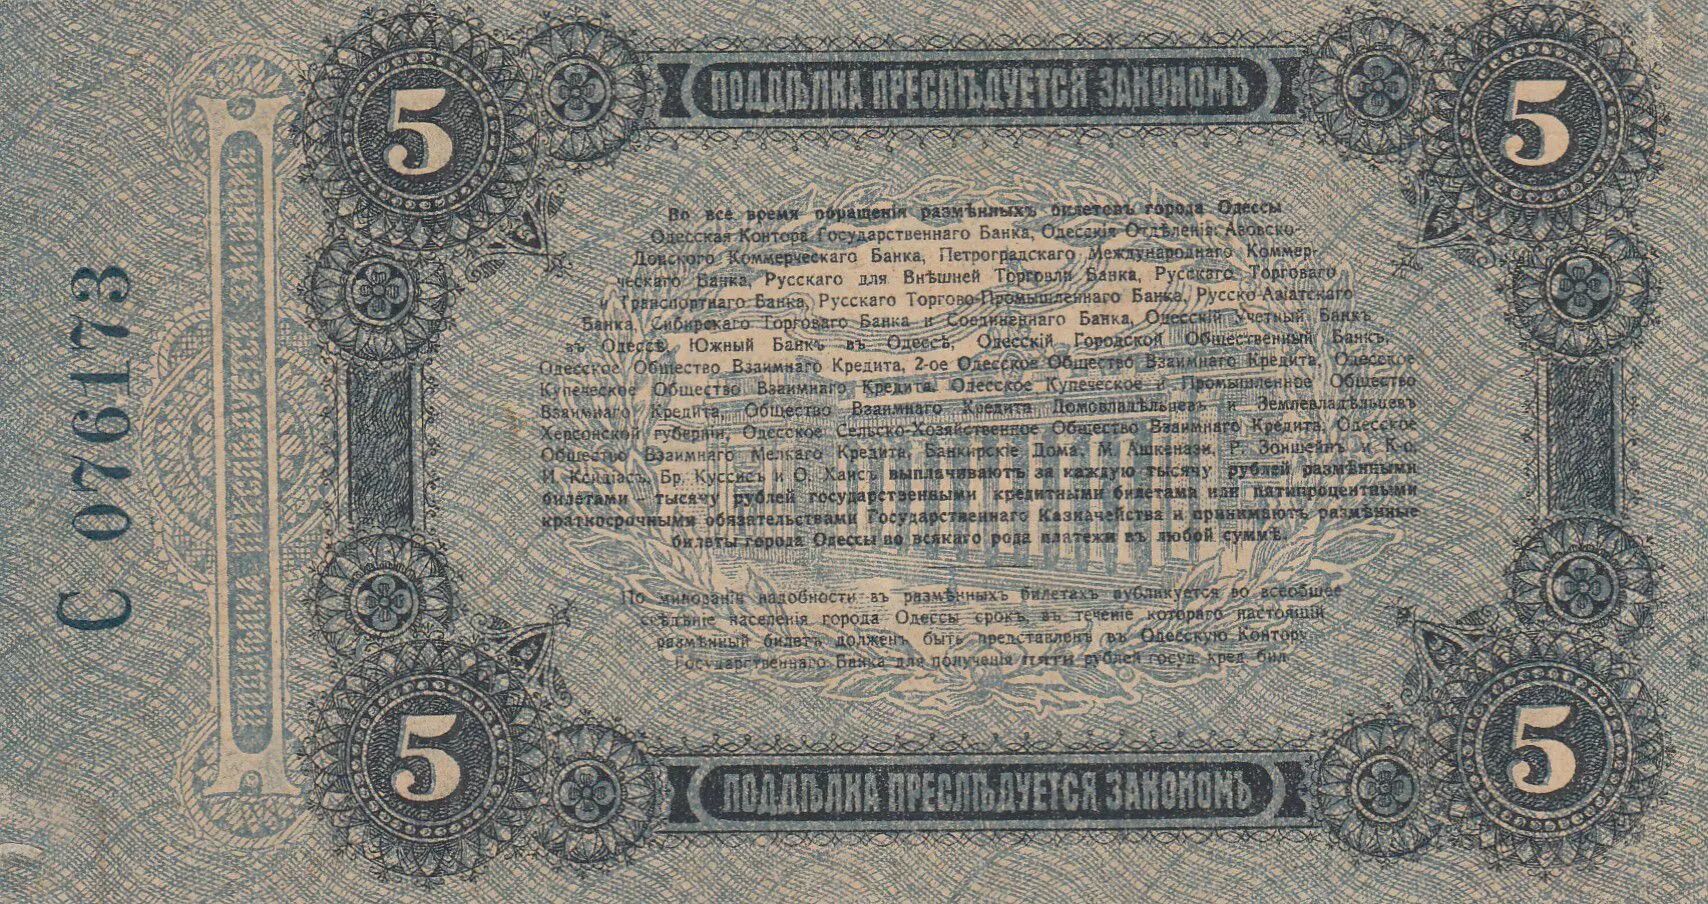 5
ПОДДѢЛКА ПРЕСЛѢДУЕТСЯ ЗАКОНОМЪ
5
С 076173
Во все время обращенія размѣнныхъ билетовъ города Одессы
Одесская Контора Государственнаго Банка, Одесскія Отдѣленія: Азовско-
Донского Коммерческаго Банка, Петроградскаго Международнаго Коммер-
ческаго Банка, Русскаго для Внѣшней Торговли Банка, Русскаго Торговаго
и Транспортнаго Банка, Русскаго Торгово-Промышленнаго Банка, Русско-Азіатскаго
Банка, Сибирскаго Торговаго Банка и Соединеннаго Банка, Одесскій Учетный Банкъ
въ Одессѣ, Южный Банкъ въ Одессѣ, Одесскій Городской Общественный Банкъ,
Одесское Общество Взаимнаго Кредита, 2-ое Одесское Общество Взаимнаго Кредита, Одесское
Купеческое Общество Взаимнаго Кредита, Одесское Купеческое и Промышленное Общество
Взаимнаго Кредита, Общество Взаимнаго Кредита Домовладѣльцевъ и Землевладѣльцевъ
Херсонской губерніи, Одесское Сельско-Хозяйственное Общество Взаимнаго Кредита, Одесское
Общество Взаимнаго Мелкаго Кредита, Банкирскіе Дома: М. Ашкенази, Р. Зонштейнъ и К-о,
И. Ксидіасъ, Бр. Куссисъ и О. Хаисъ выплачиваютъ за каждую тысячу рублей размѣнными
билетами – тысячу рублей государственными кредитными билетами или пятипроцентными
краткосрочными обязательствами Государственнаго Казначейства и принимаютъ размѣнные
билеты города Одессы во всякаго рода платежи въ любой суммѣ.
По миновании надобности въ размѣнныхъ билетахъ публикуется во всеобщее
свѣдѣніе населенія города Одессы срокъ, въ теченіе котораго настоящій
размѣнный билетъ долженъ быть представленъ въ Одесскую Контору
Государственнаго Банка для полученія ПЯТИ рублей госуд. кред. бил.
5
ПОДДѢЛКА ПРЕСЛѢДУЕТСЯ ЗАКОНОМЪ
5